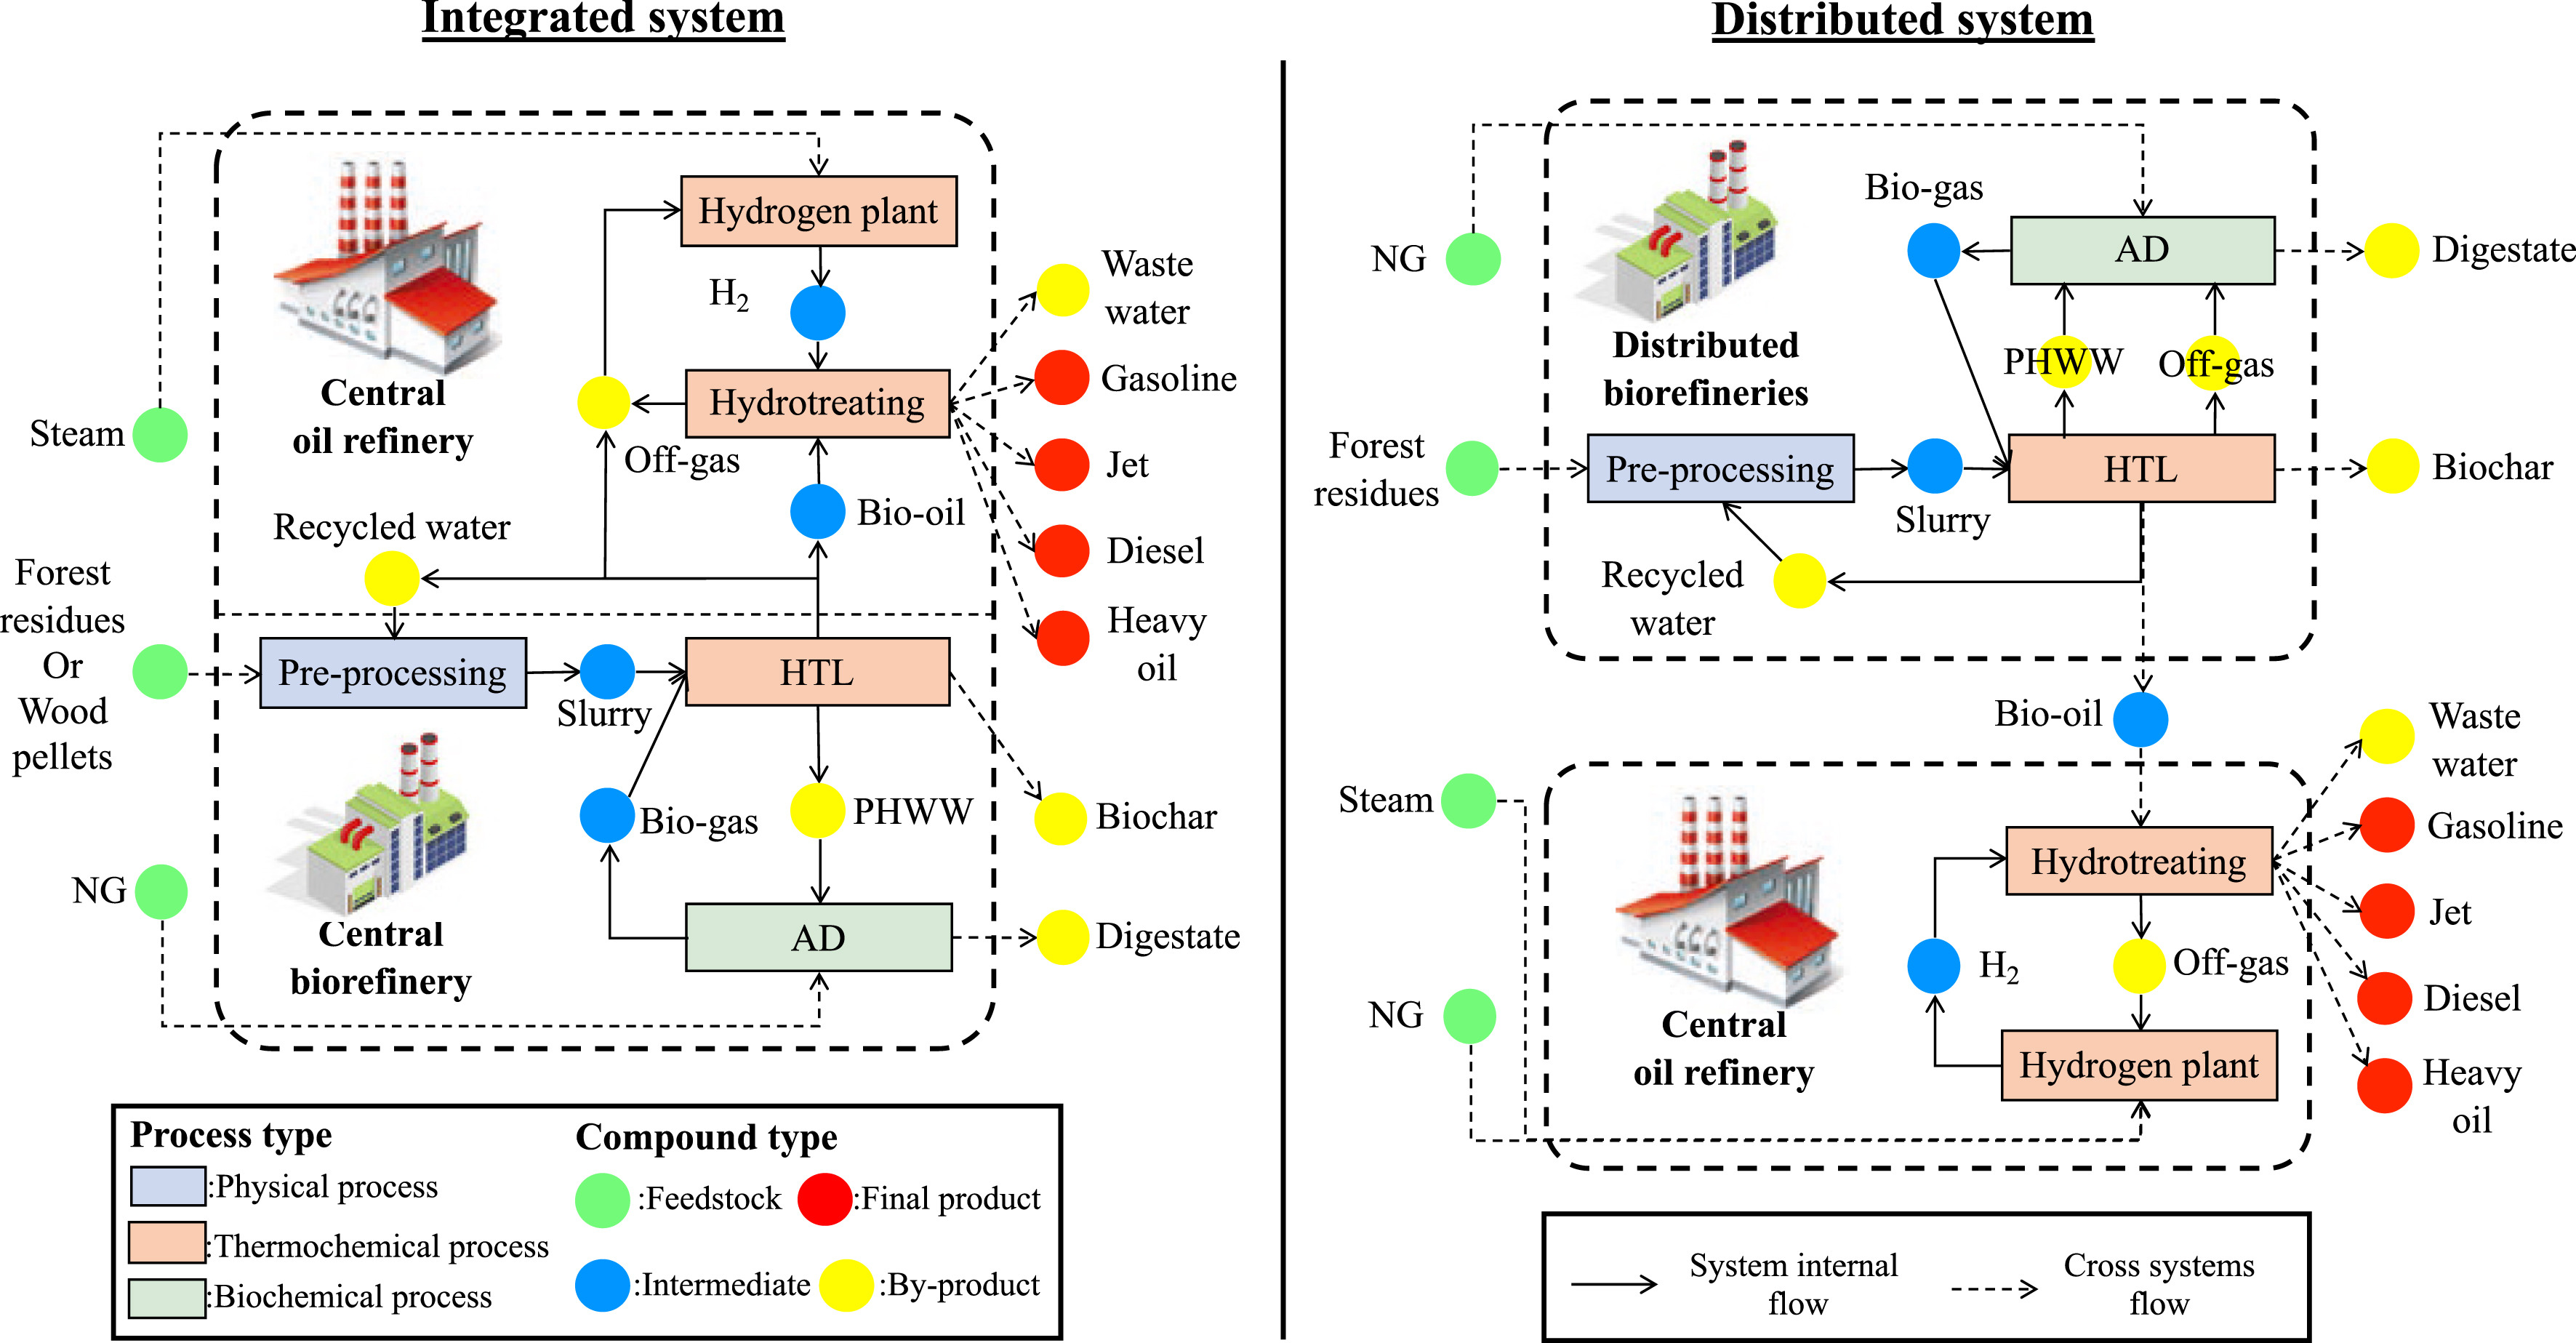 Integrated system
Hydrogen plant
H2
Waste
water
Central
oil refinery
Hydrotreating
Gasoline
Steam
Off-gas
Jet
Recycled water
Bio-oil
Diesel
Forest
residues
Or
Wood
pellets
Heavy
oil
Pre-processing
Slurry
HTL
Bio-gas
PHWW
Biochar
NG
Central
biorefinery
AD
Digestate
Process type
:Physical process
:Thermochemical process
:Biochemical process
Compound type
:Feedstock
:Final product
:Intermediate
:By-product
Distributed system
Bio-gas
NG
AD
Digestate
Distributed
biorefineries
PHWW
Off-gas
Forest
residues
Pre-processing
Slurry
HTL
Biochar
Recycled
water
Bio-oil
Steam
Waste
water
Hydrotreating
Gasoline
Jet
H2
Off-gas
NG
Central
oil refinery
Diesel
Hydrogen plant
Heavy
oil
System internal
flow
Cross systems
flow